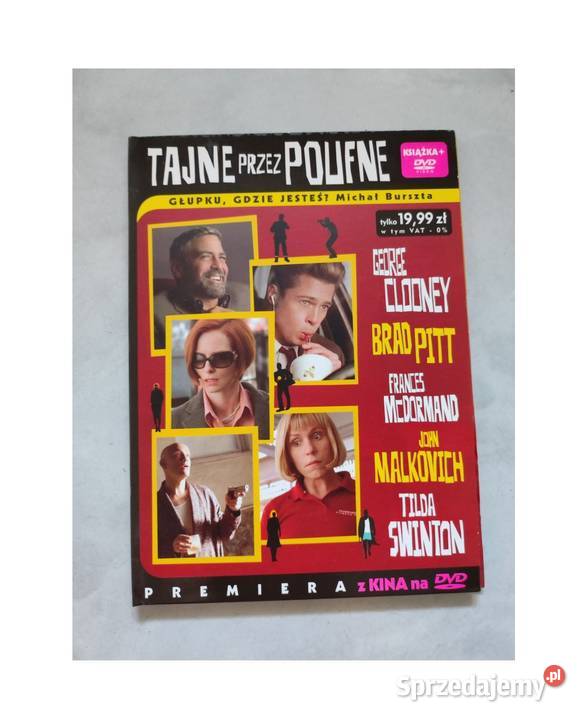 TAJNE PRZEZ POUFNE
KSIĄŻKA +
DVD
VIDEO
GŁUPKU, GDZIE JESTEŚ? Michał Burszta
tylko 19,99 zł
w tym VAT - 0%
GEORGE
CLOONEY
BRAD PITT
FRANCES
McDORMAND
JOHN
MALKOVICH
TILDA
SWINTON
PREMIERA z KINA na DVD
Sprzedajemy.pl